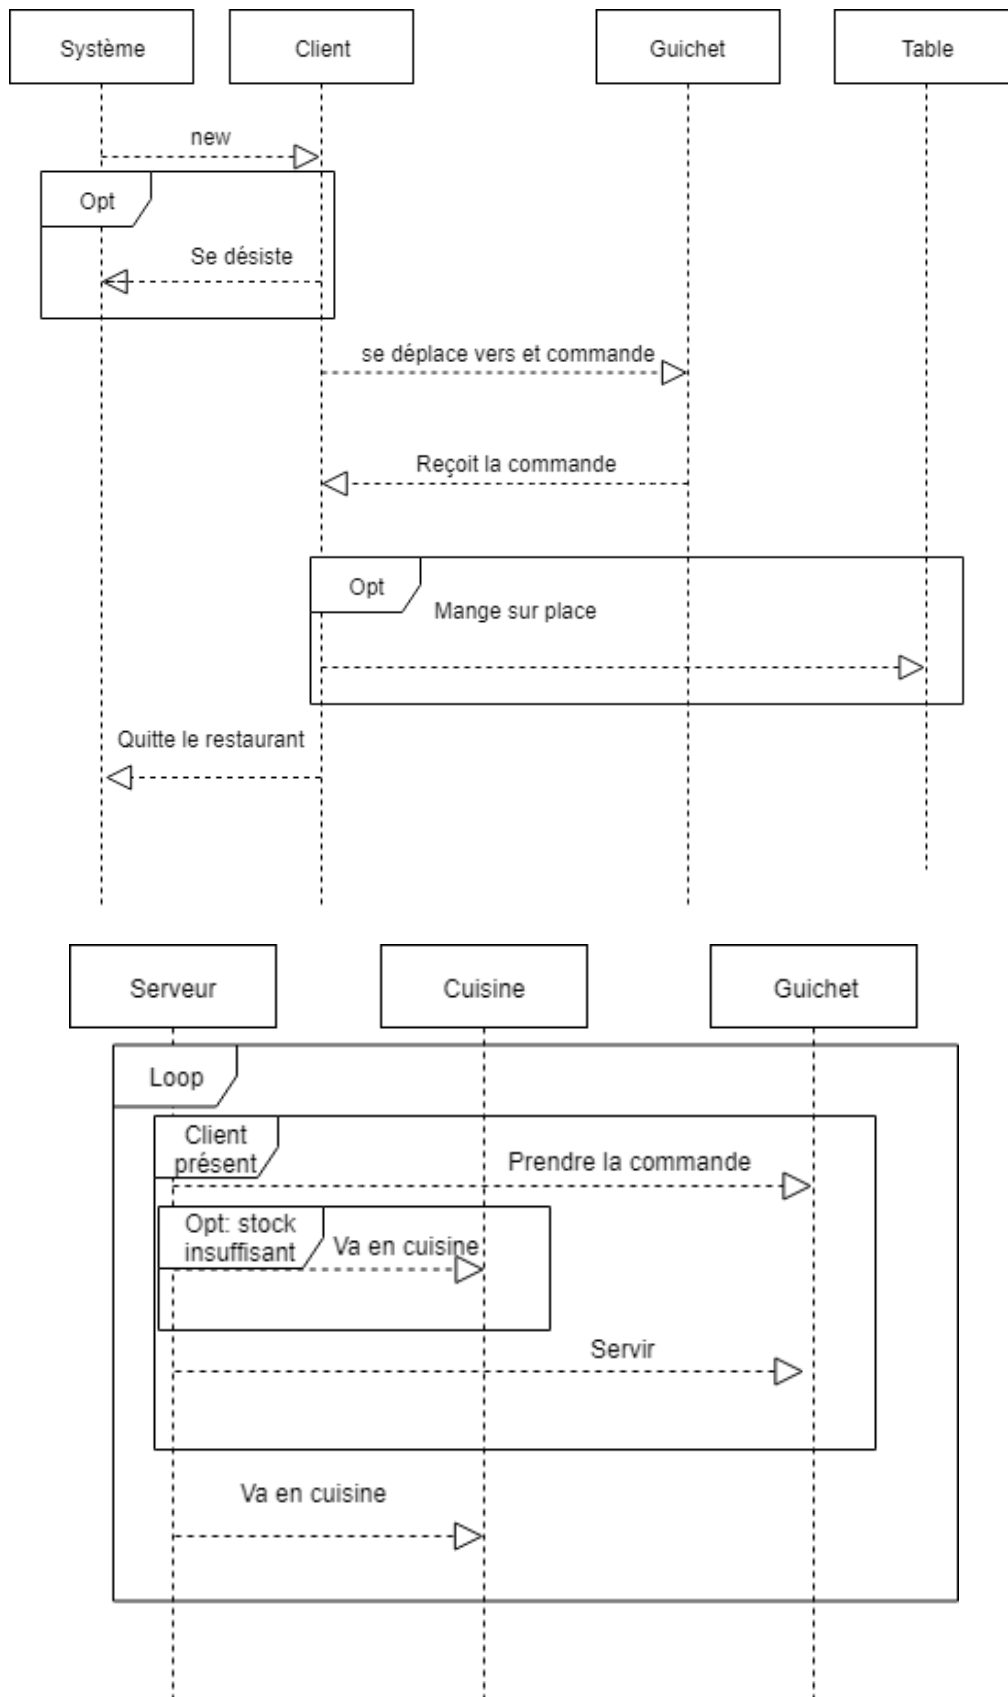 Système
Client
Guichet
Table
new
Opt
Se désiste
se déplace vers et commande
Reçoit la commande
Opt
Mange sur place
Quitte le restaurant
Serveur
Cuisine
Guichet
Loop
Client
présent
Prendre la commande
Opt: stock
insuffisant
Va en cuisine
Servir
Va en cuisine